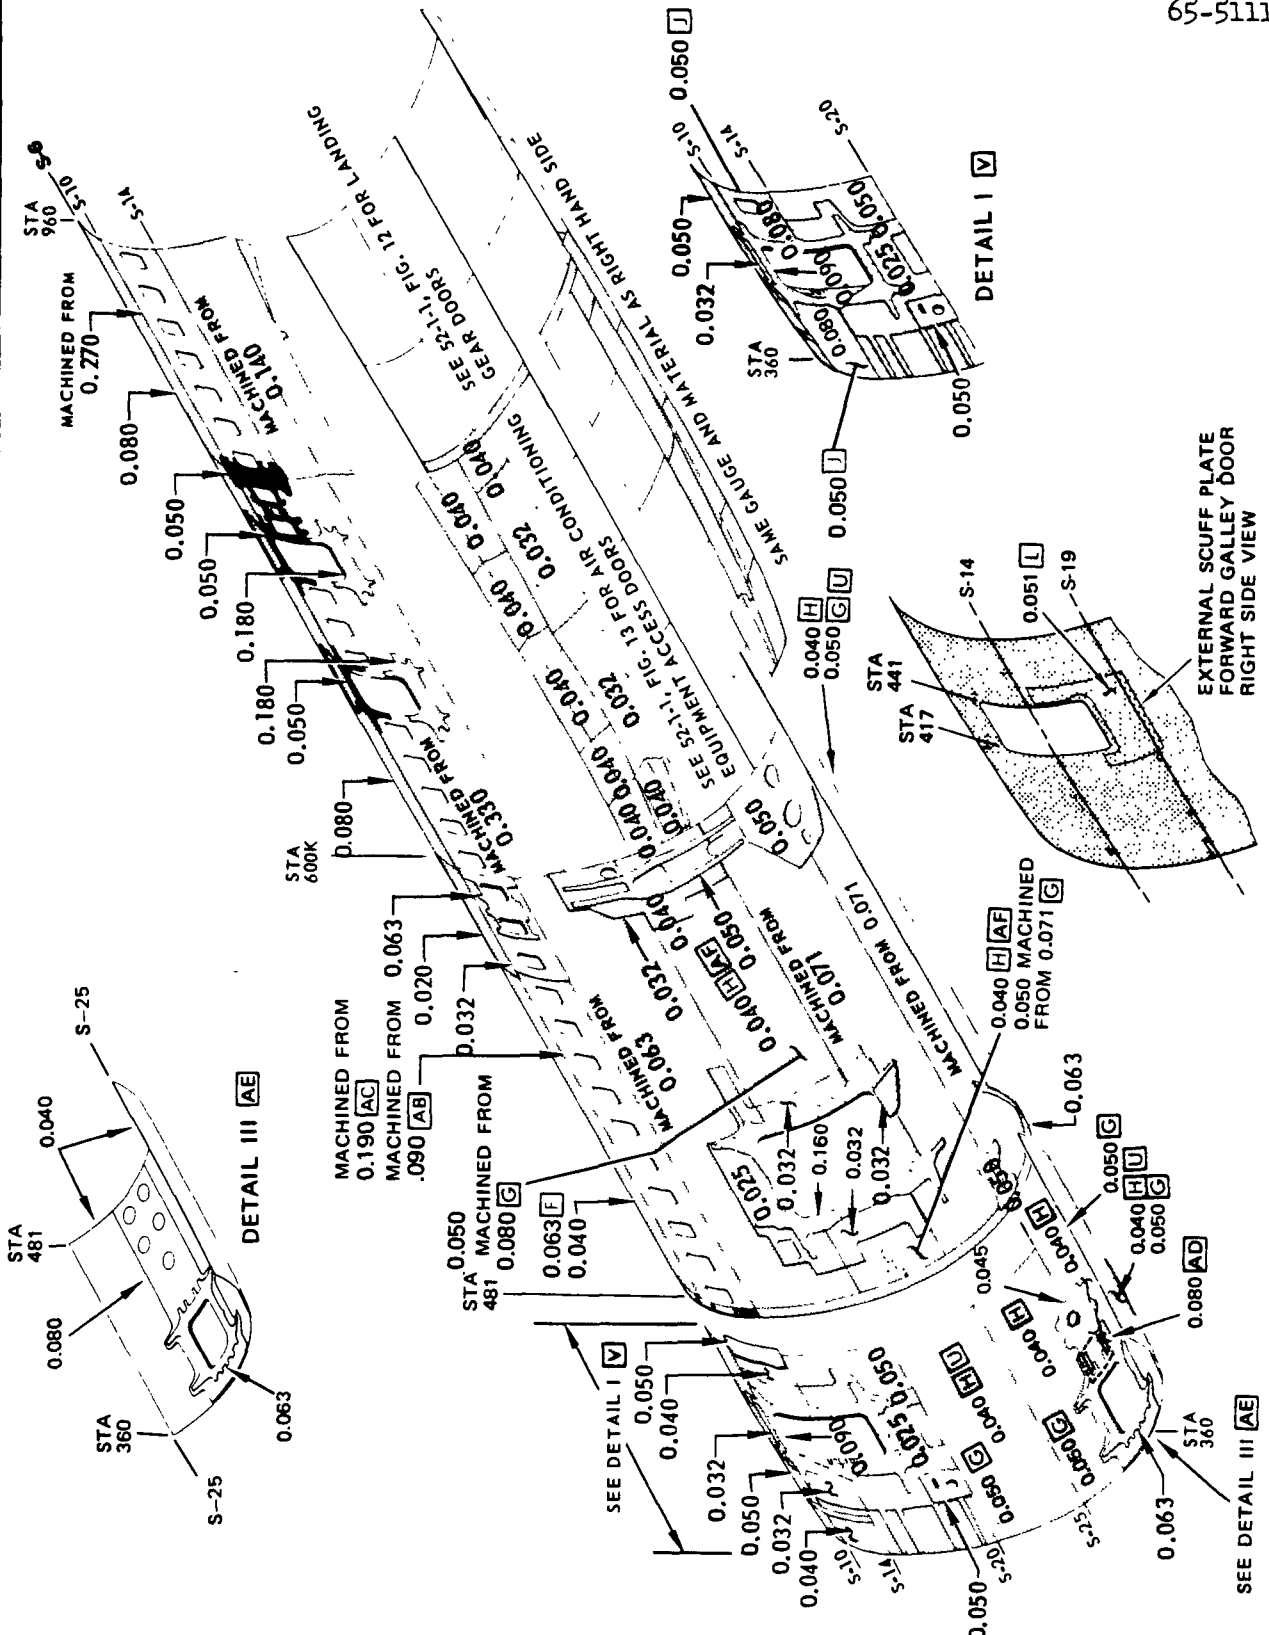 65-5111
STA
960
S-10
S-6
S-14
MACHINED FROM
0.270
0.080
0.050
0.050
0.180
0.180
0.050
MACHINED FROM
0.140
SEE 52-1-1, FIG. 12 FOR LANDING
GEAR DOORS
SAME GAUGE AND MATERIAL AS RIGHT HAND SIDE
0.040
0.040
0.032
0.040
0.040
0.032
0.040
0.040
0.040
0.040
SEE 52-1-1, FIG. 13 FOR AIR CONDITIONING
EQUIPMENT ACCESS DOORS
0.050
STA
600K
0.080
MACHINED FROM
0.330
0.063
0.020
0.032
MACHINED FROM
0.190 AC
MACHINED FROM
.090 AB
MACHINED FROM
0.063
0.032
0.040
0.050
0.040 H AF
MACHINED FROM
0.071
MACHINED FROM 0.071
0.040 H
0.050 G U
0.040 H AF
0.050 MACHINED
FROM 0.071 G
0.063
0.050
MACHINED FROM
0.080 G
0.063 F
0.040
STA
481
0.025
0.032
0.160
0.032
0.032
0.050
0.050 G
0.040 H U
0.050 G
0.080 AD
0.040 H
0.045
0.040 H
0.050 G
STA
360
0.063
SEE DETAIL III AE
SEE DETAIL I V
0.050
0.040
0.032
0.050
0.032
0.040
0.090
0.025
0.050
0.040 H U
0.050 G
S-10
S-14
S-20
S-25
0.050
S-25
S-25
STA
481
STA
360
0.040
0.080
0.063
DETAIL III AE
0.050 J
0.050
0.032
STA
360
S-10
S-14
S-20
0.080
0.090
0.080
0.025
0.050
0.050
0.050 J
DETAIL I V
STA
441
STA
417
S-14
0.051 L
S-19
EXTERNAL SCUFF PLATE
FORWARD GALLEY DOOR
RIGHT SIDE VIEW